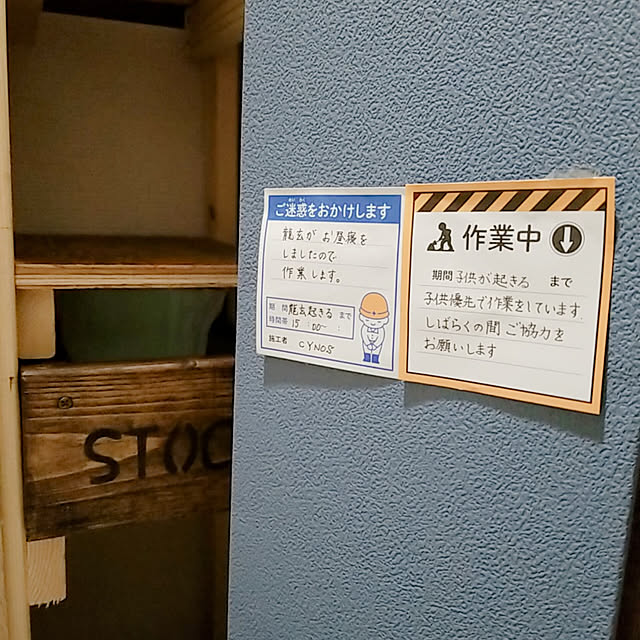 ご迷惑をおかけします
めい わく
龍玄が お昼寝を
しましたので
作業します。
期 間 龍玄起きる まで
時間帯 15 : 00~ :
施工者 CYNOS
作業中
期間 子供が起きる まで
子供優先で作業をしています
しばらくの間 ご協力を
お願いします
STOC